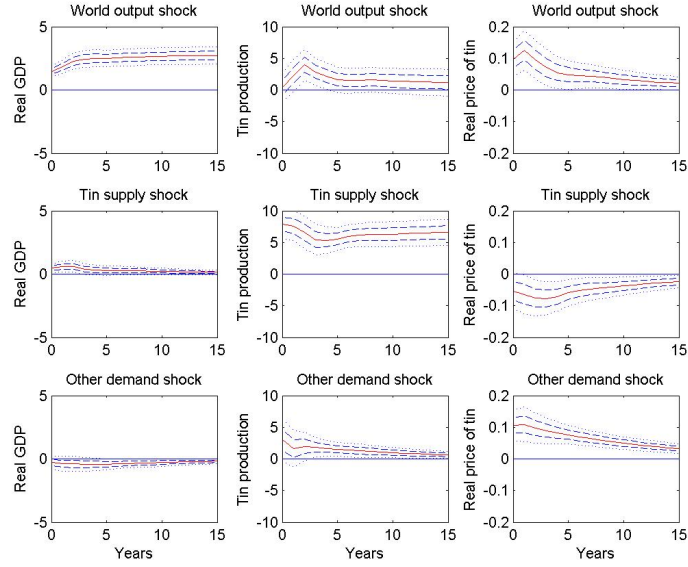 World output shock
World output shock
World output shock
Real GDP
5
0
-5
0 5 10 15
Tin production
10
5
0
-5
-10
0 5 10 15
Real price of tin
0.2
0.1
0
-0.1
-0.2
0 5 10 15
Tin supply shock
Tin supply shock
Tin supply shock
Real GDP
5
0
-5
0 5 10 15
Tin production
10
5
0
-5
-10
0 5 10 15
Real price of tin
0.2
0.1
0
-0.1
-0.2
0 5 10 15
Other demand shock
Other demand shock
Other demand shock
Real GDP
5
0
-5
0 5 10 15
Years
Tin production
10
5
0
-5
-10
0 5 10 15
Years
Real price of tin
0.2
0.1
0
-0.1
-0.2
0 5 10 15
Years